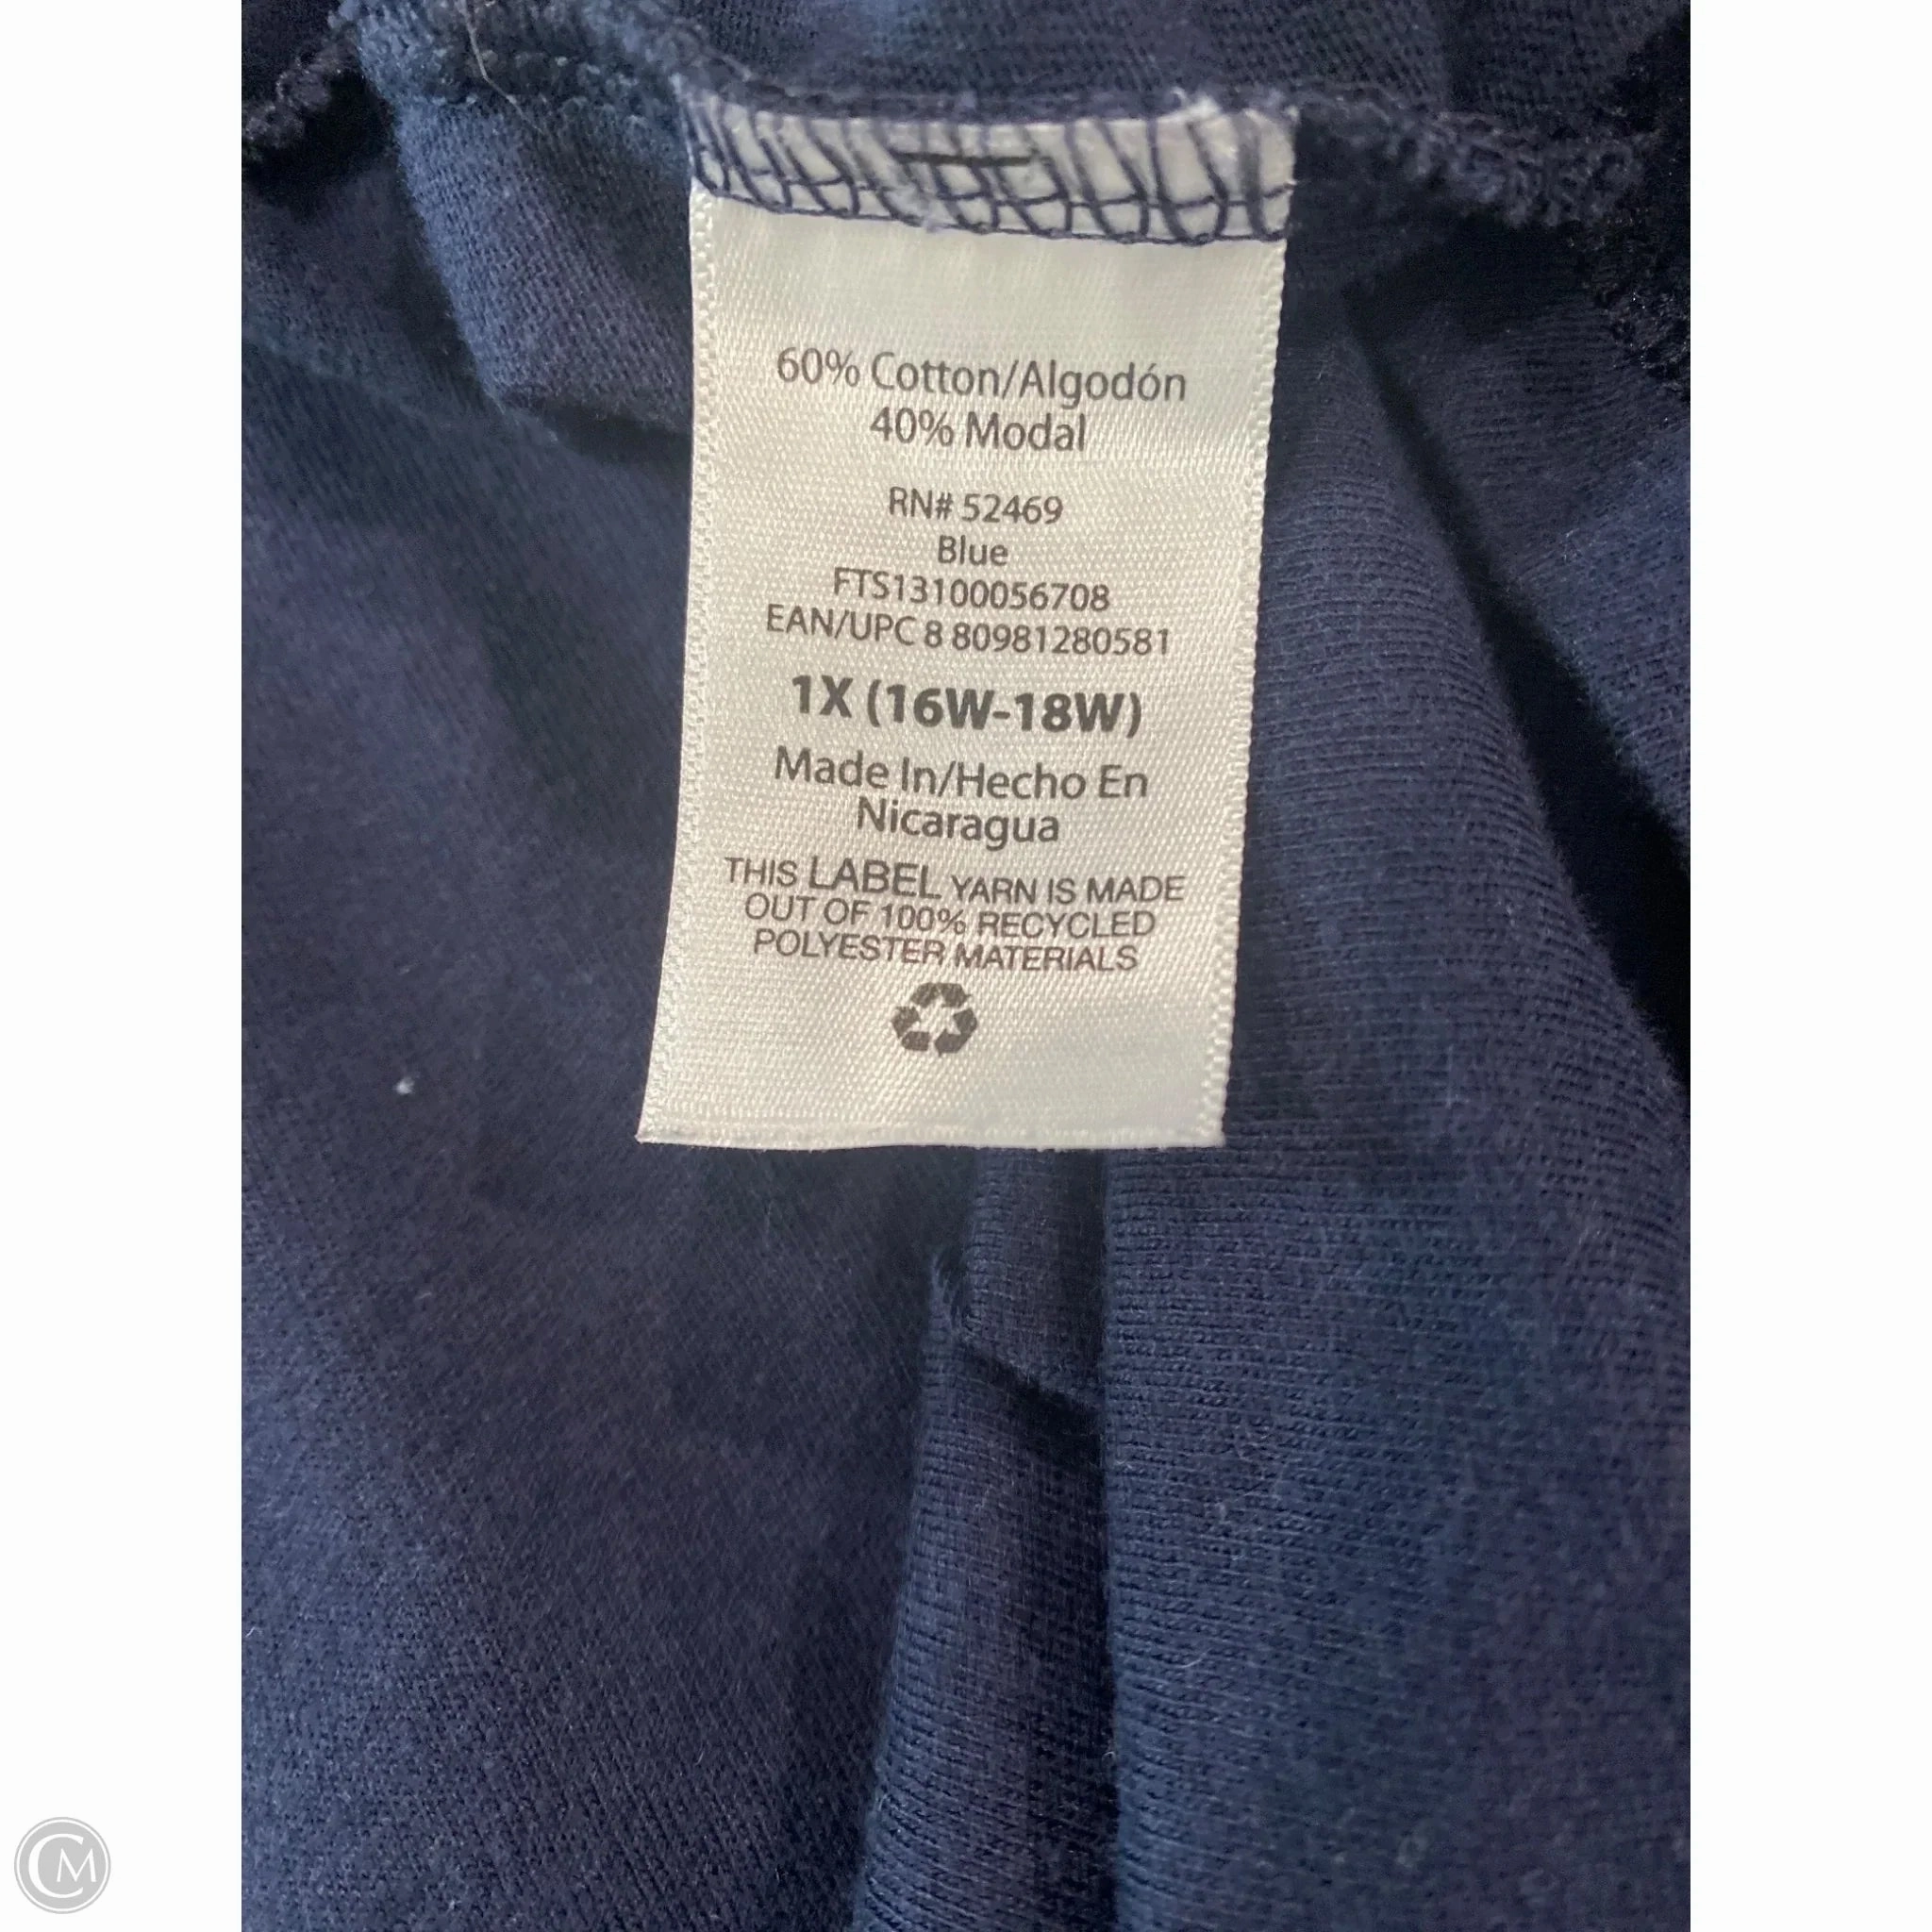 60% Cotton/Algodón
40% Modal
RN# 52469
Blue
FTS13100056708
EAN/UPC 8 80981280581
1X (16W-18W)
Made In/Hecho En
Nicaragua
THIS LABEL YARN IS MADE
OUT OF 100% RECYCLED
POLYESTER MATERIALS
CM